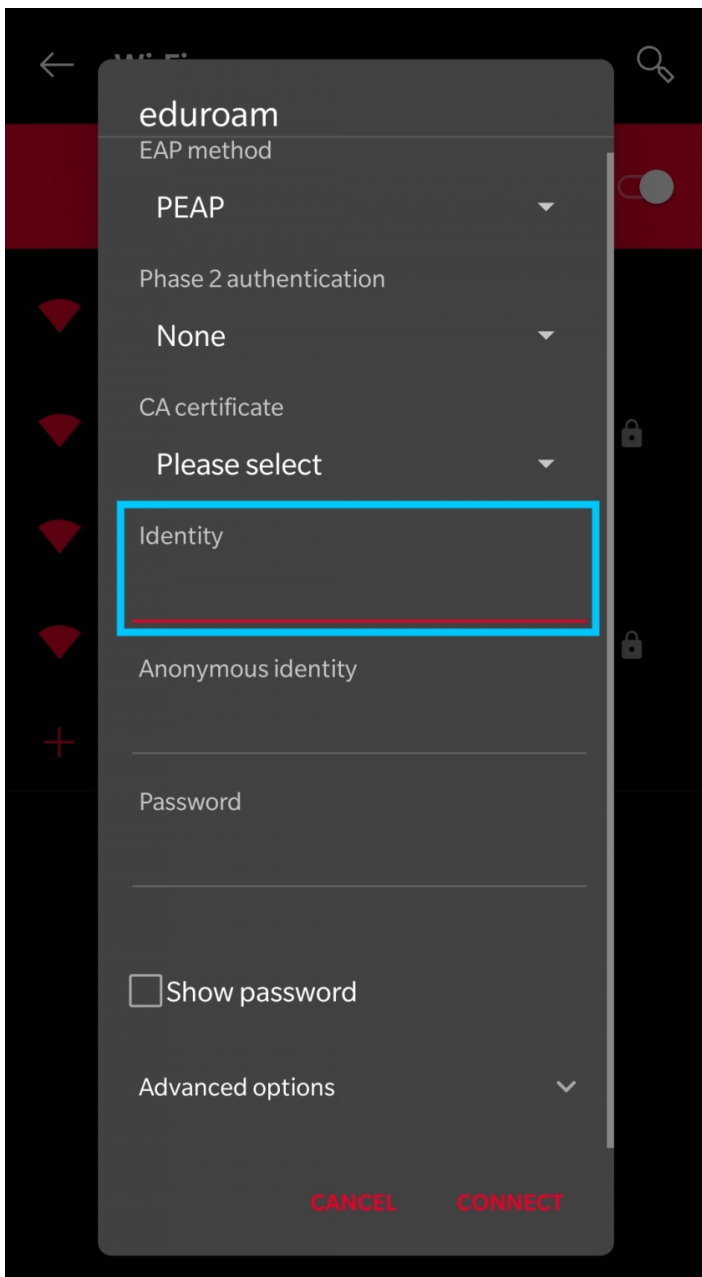 eduroam
EAP method
PEAP
Phase 2 authentication
None
CA certificate
Please select
Identity
Anonymous identity
Password
Show password
Advanced options
CANCEL CONNECT